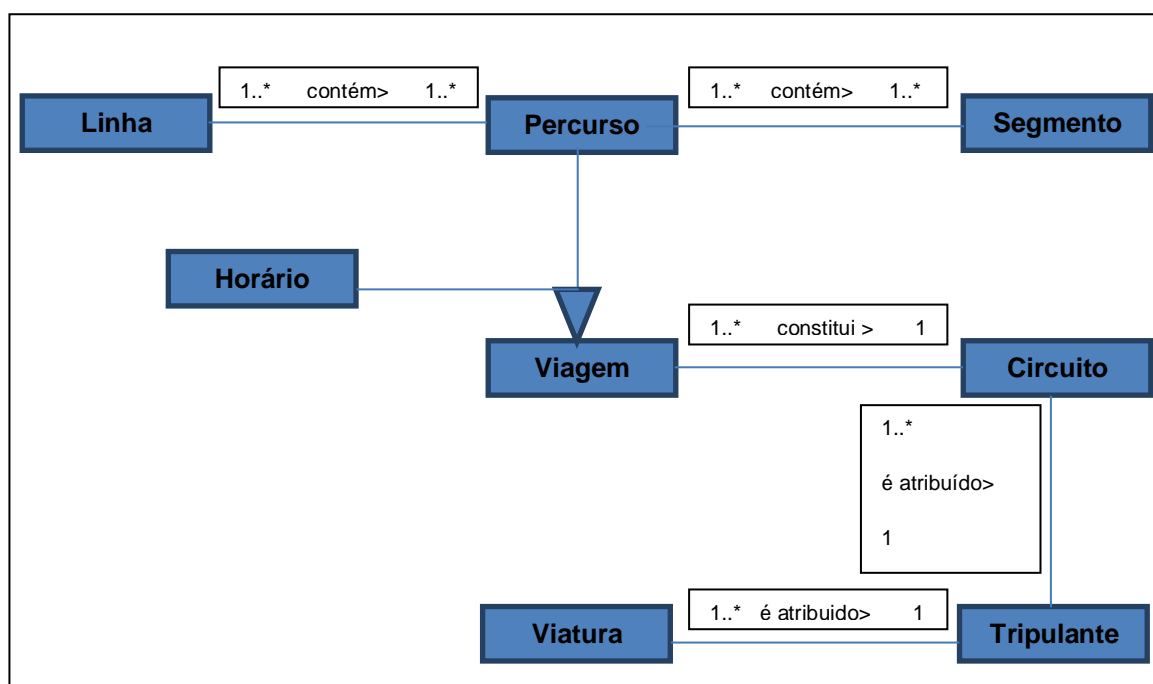 1..* contém> 1..*
1..* contém> 1..*
Linha
Percurso
Segmento
Horário
1..* constitui > 1
Viagem
Circuito
1..*
é atribuído>
1
1..* é atribuido> 1
Viatura
Tripulante